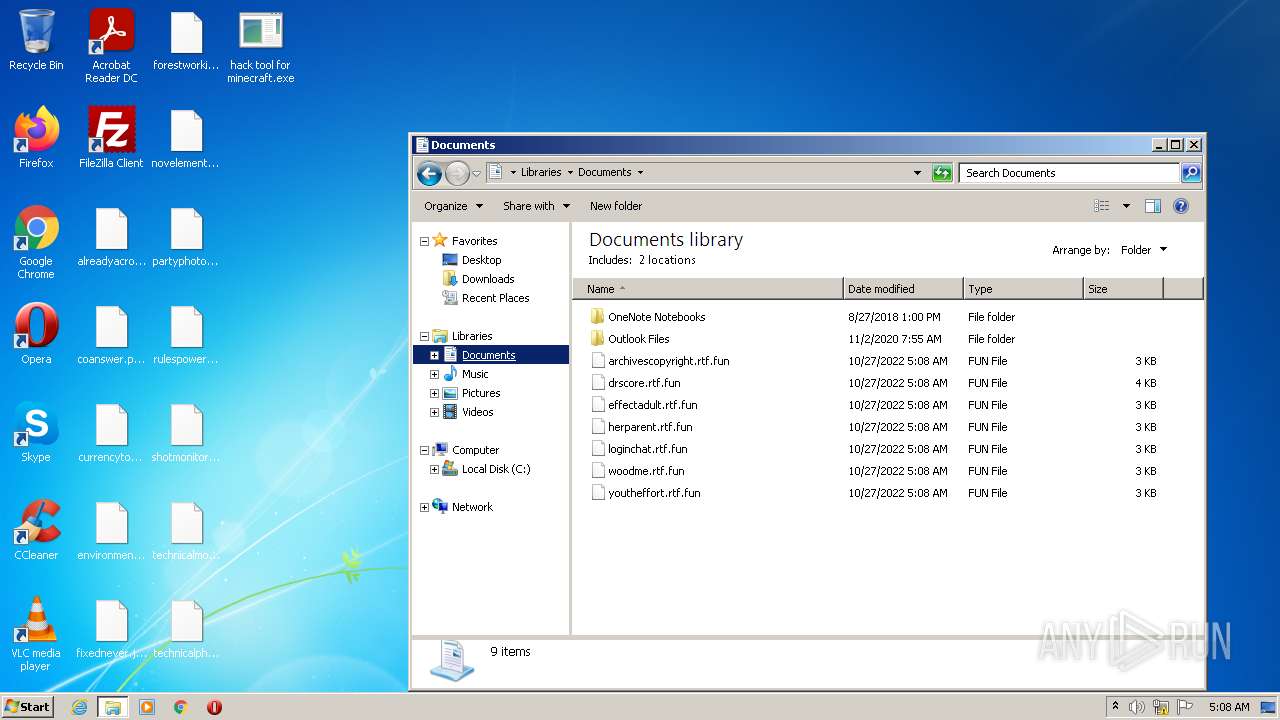 Recycle Bin
Acrobat
Reader DC
forestworki...
hack tool for
minecraft.exe
Firefox
FileZilla Client
novelement...
Google
Chrome
alreadyacro...
partyphoto...
Opera
coanswer.p...
rulespower...
Skype
currencyto...
shotmonitor...
CCleaner
environmen...
technicalmo...
VLC media
player
fixednever.j...
technicalph...
Documents
Libraries Documents
Search Documents
Organize Share with New folder
Favorites
Desktop
Downloads
Recent Places
Libraries
Documents
Music
Pictures
Videos
Computer
Local Disk (C:)
Network
Documents library
Includes: 2 locations
Arrange by: Folder
Name Date modified Type Size
OneNote Notebooks 8/27/2018 1:00 PM File folder
Outlook Files 11/2/2020 7:55 AM File folder
archivescopyright.rtf.fun 10/27/2022 5:08 AM FUN File 3 KB
drscore.rtf.fun 10/27/2022 5:08 AM FUN File 4 KB
effectadult.rtf.fun 10/27/2022 5:08 AM FUN File 3 KB
herparent.rtf.fun 10/27/2022 5:08 AM FUN File 3 KB
10/27/2022 5:08 AM FUN File 3 KB
woodme.rtf.fun 10/27/2022 5:08 AM FUN File 3 KB
youtheffort.rtf.fun 10/27/2022 5:08 AM FUN File 3 KB
9 items
ANY RUN
Start
5:08 AM